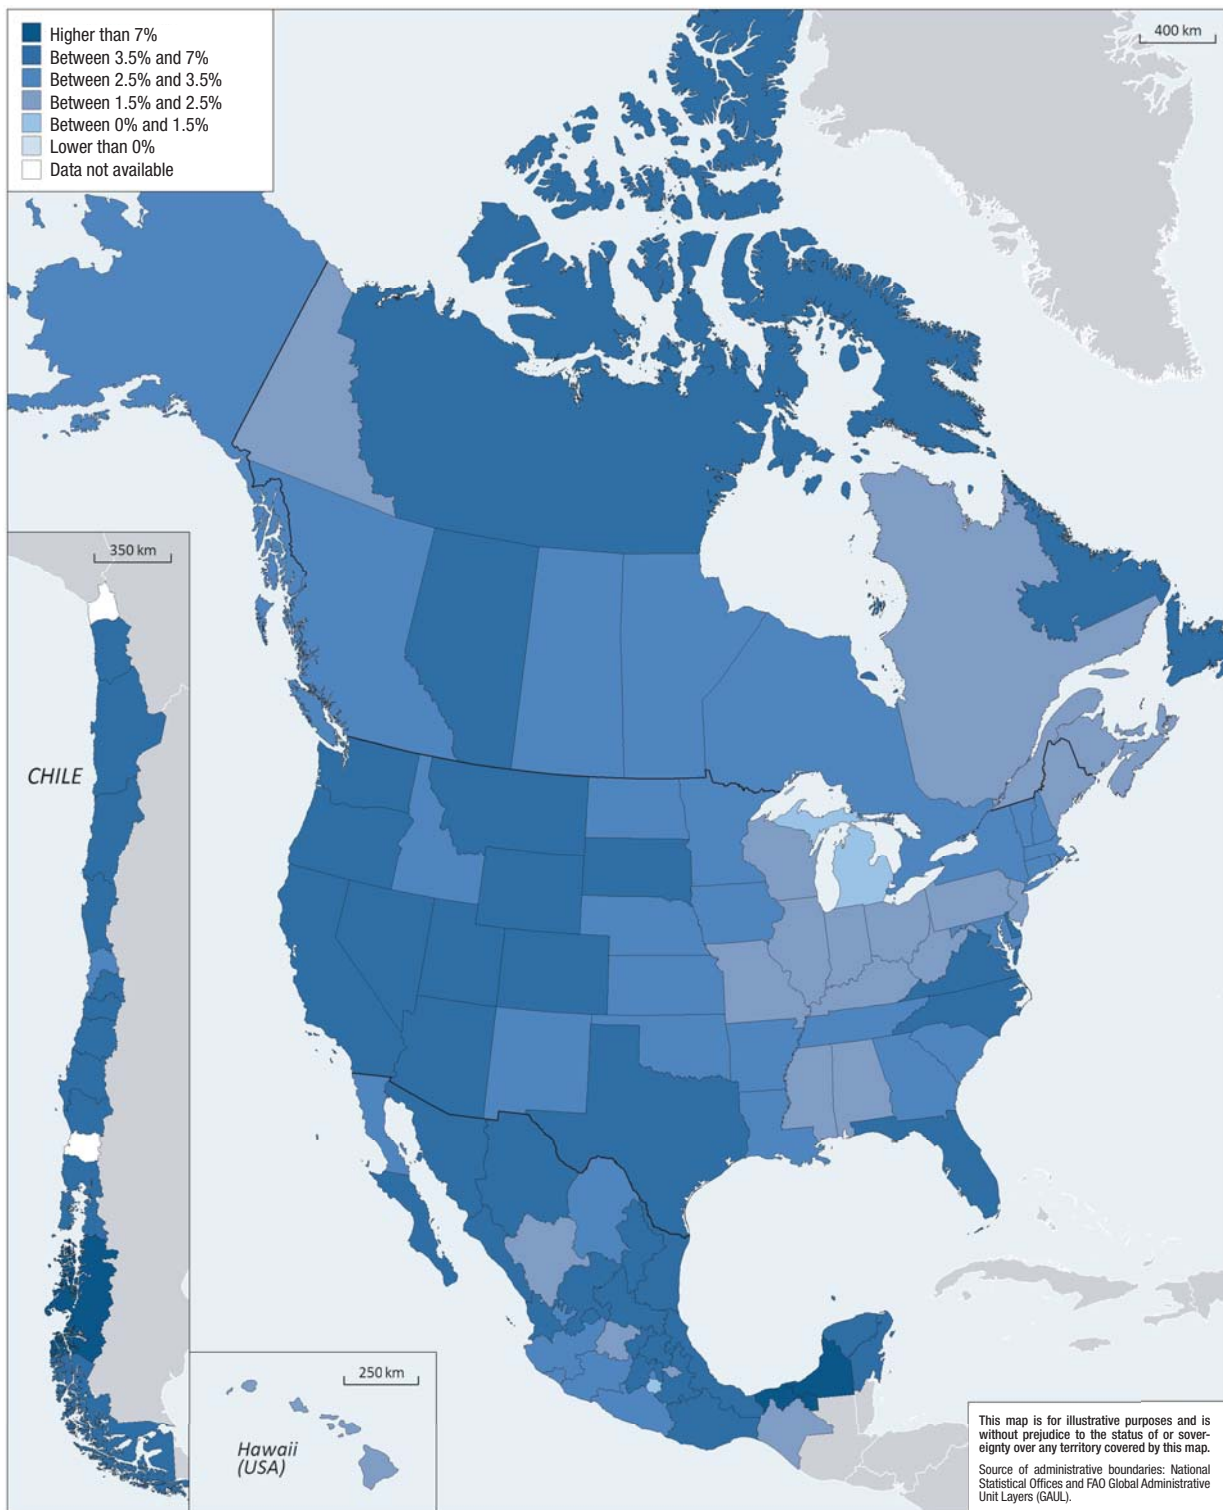 Higher than 7%
Between 3.5% and 7%
Between 2.5% and 3.5%
Between 1.5% and 2.5%
Between 0% and 1.5%
Lower than 0%
Data not available
400 km
350 km
CHILE
250 km
Hawaii
(USA)
This map is for illustrative purposes and is
without prejudice to the status of or sover-
eignty over any territory covered by this map.
Source of administrative boundaries: National
Statistical Offices and FAO Global Administrative
Unit Layers (GAUL).